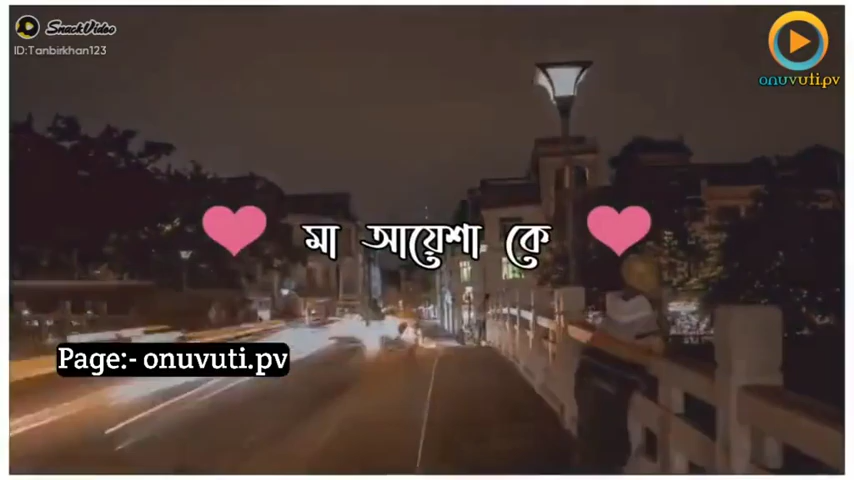 SnackVideo
ID:Tanbirkhan123
onuvuti.pv
মা আয়েশা কে
Page:- onuvuti.pv